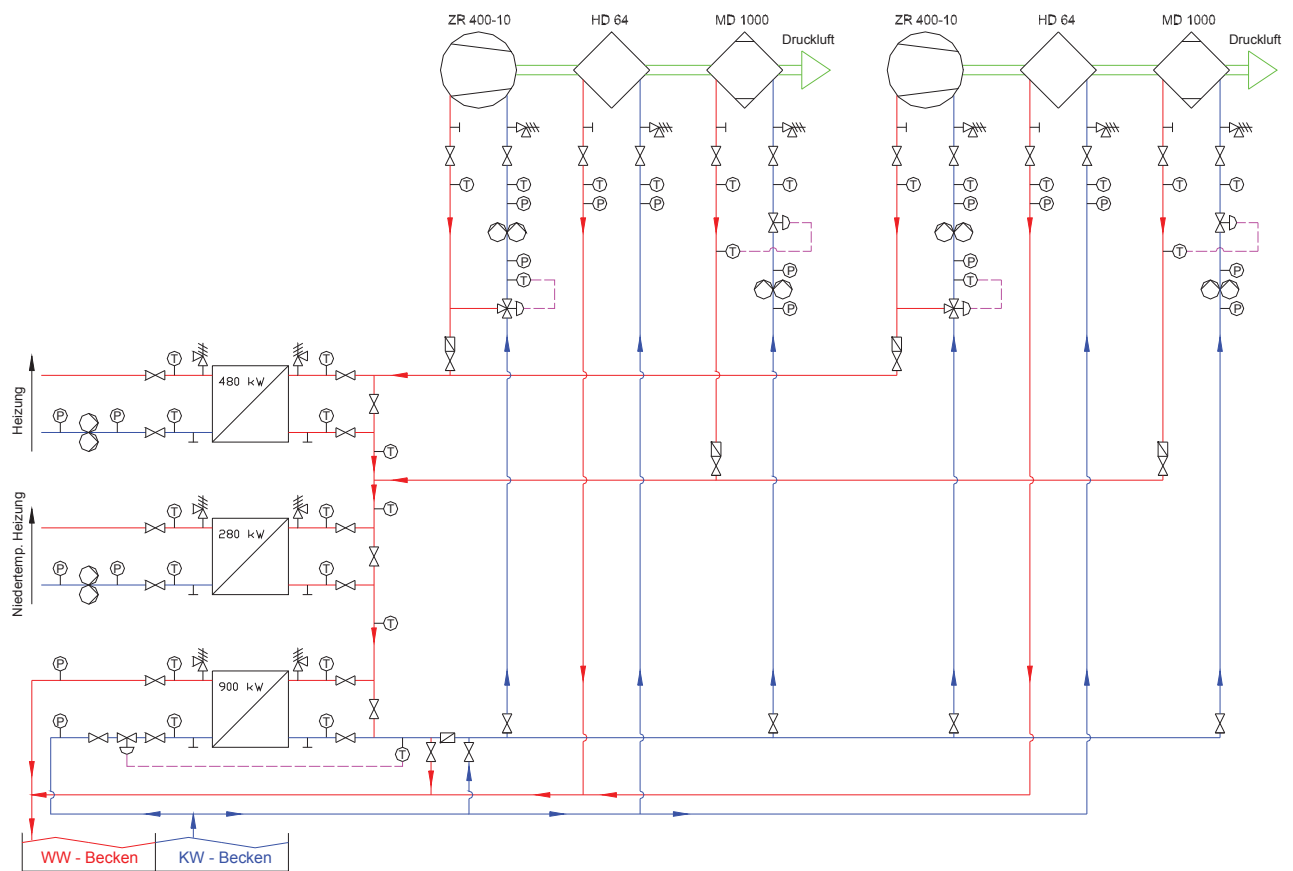 ZR 400-10
HD 64
MD 1000
Druckluft
ZR 400-10
HD 64
MD 1000
Druckluft
T
T
T
T
T
T
T
T
T
T
P
P
P
P
P
P
T
T
P
P
T
T
P
P
P
P
Heizung
T
T
480 kW
P
P
T
T
T
Niedertemp. Heizung
T
T
T
280 kW
P
P
T
T
T
P
T
T
900 kW
P
T
T
T
WW - Becken
KW - Becken